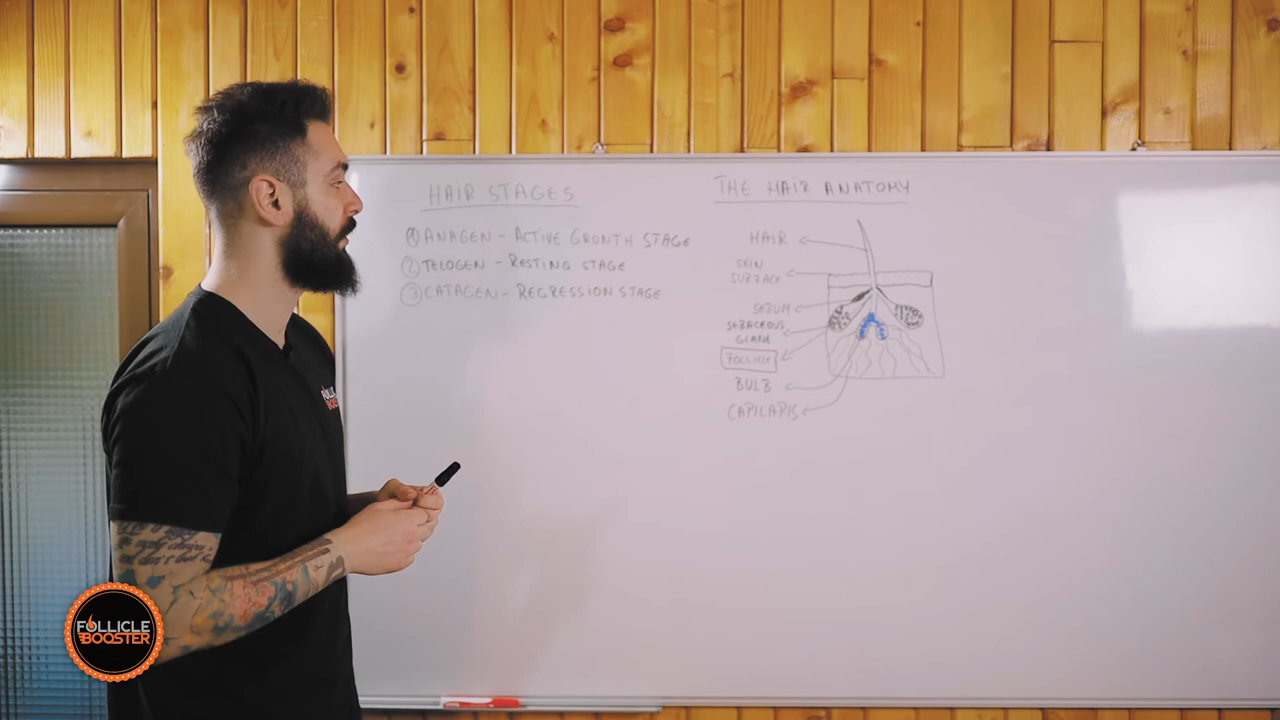 HAIR STAGES
① ANAGEN - ACTIVE GROWTH STAGE
② TELOGEN - RESTING STAGE
③ CATAGEN - REGRESSION STAGE
THE HAIR ANATOMY
HAIR
SKIN
SURFACE
SEBUM
SEBACEOUS
GLAND
FOLLICLE
BULB
CAPILARIS
FOLLICLE
BOOSTER